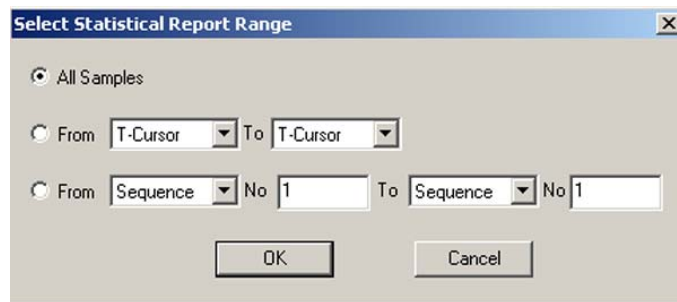 Select Statistical Report Range
All Samples
From T-Cursor To T-Cursor
From Sequence No 1 To Sequence No 1
OK Cancel